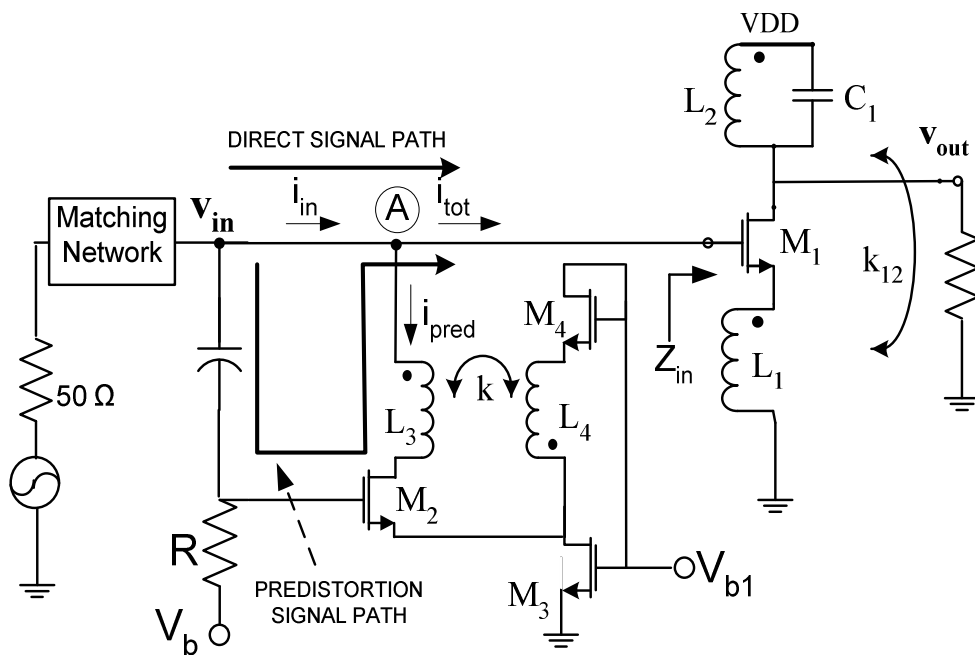 VDD
L2
C1
DIRECT SIGNAL PATH
vout
iin
A
itot
Matching
Network
vin
M1
k12
ipred
M4
Zin
50 Ω
k
L1
L3
L4
M2
R
PREDISTORTION
SIGNAL PATH
M3
Vb1
Vb